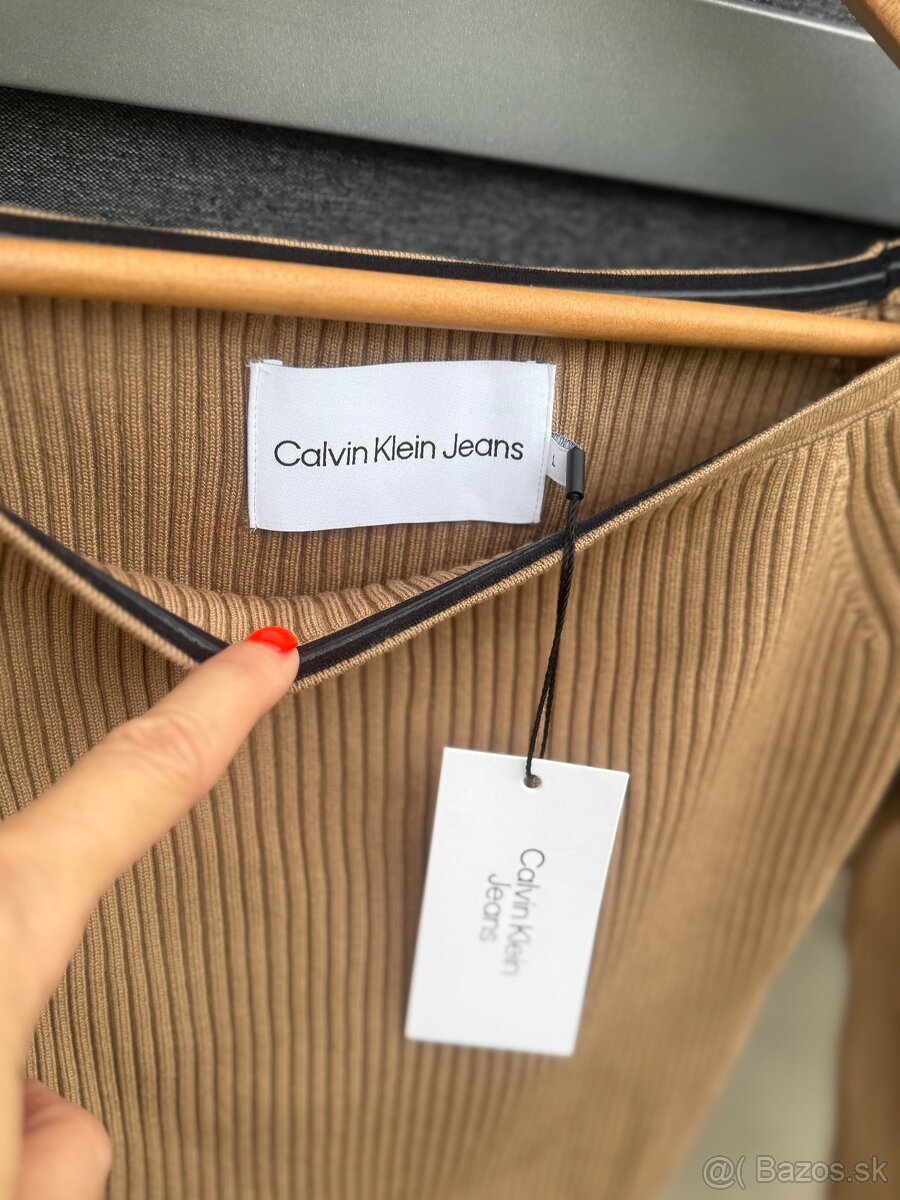 Calvin Klein Jeans
L
Calvin Klein
Jeans
@( Bazos.sk